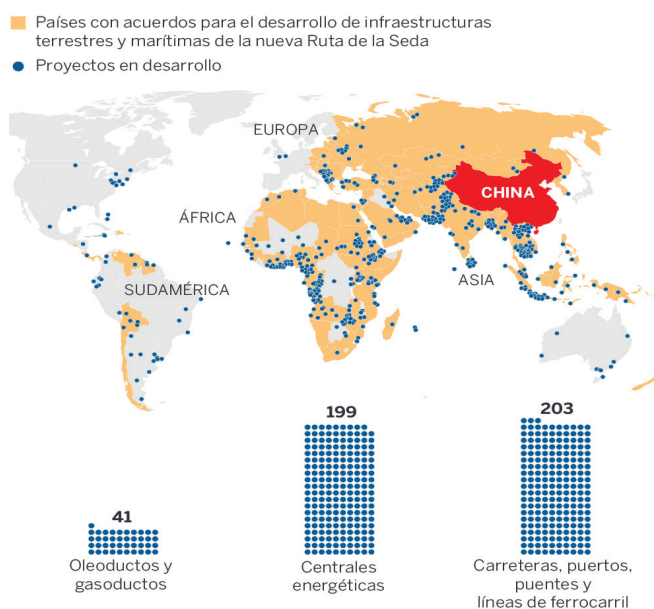 Países con acuerdos para el desarrollo de infraestructuras
terrestres y marítimas de la nueva Ruta de la Seda
Proyectos en desarrollo
EUROPA
CHINA
ÁFRICA
ASIA
SUDAMÉRICA
199
203
41
Oleoductos y
gasoductos
Centrales
energéticas
Carreteras, puertos,
puentes y
líneas de ferrocarril